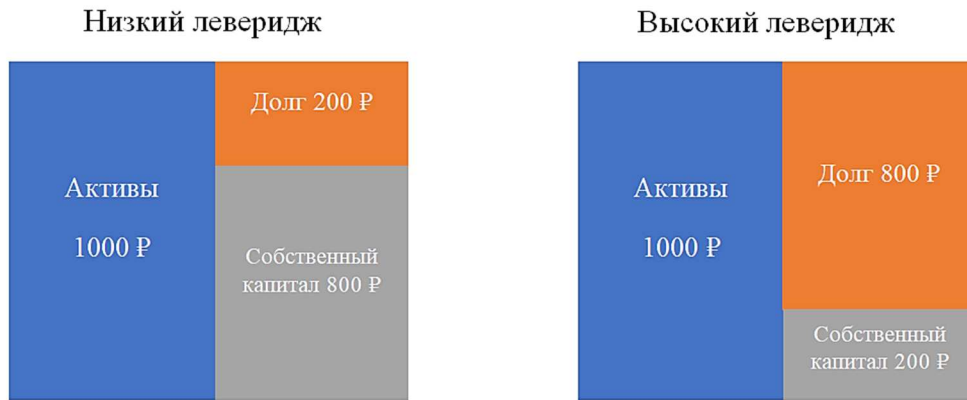 Низкий леверидж
Активы
1000 ₽
Долг 200 ₽
Собственный
капитал 800 ₽
Высокий леверидж
Активы
1000 ₽
Долг 800 ₽
Собственный
капитал 200 ₽